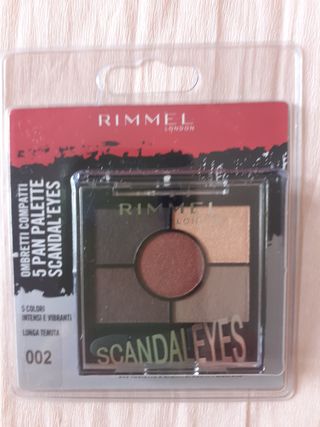 RIMMEL
LONDON
OMBRETTI COMPATTI
5 PAN PALETTE
SCANDAL'EYES
5 COLORI
INTENSI E VIBRANTI
LUNGA TENUTA
002
RIMMEL
LONDON
SCANDALEYES